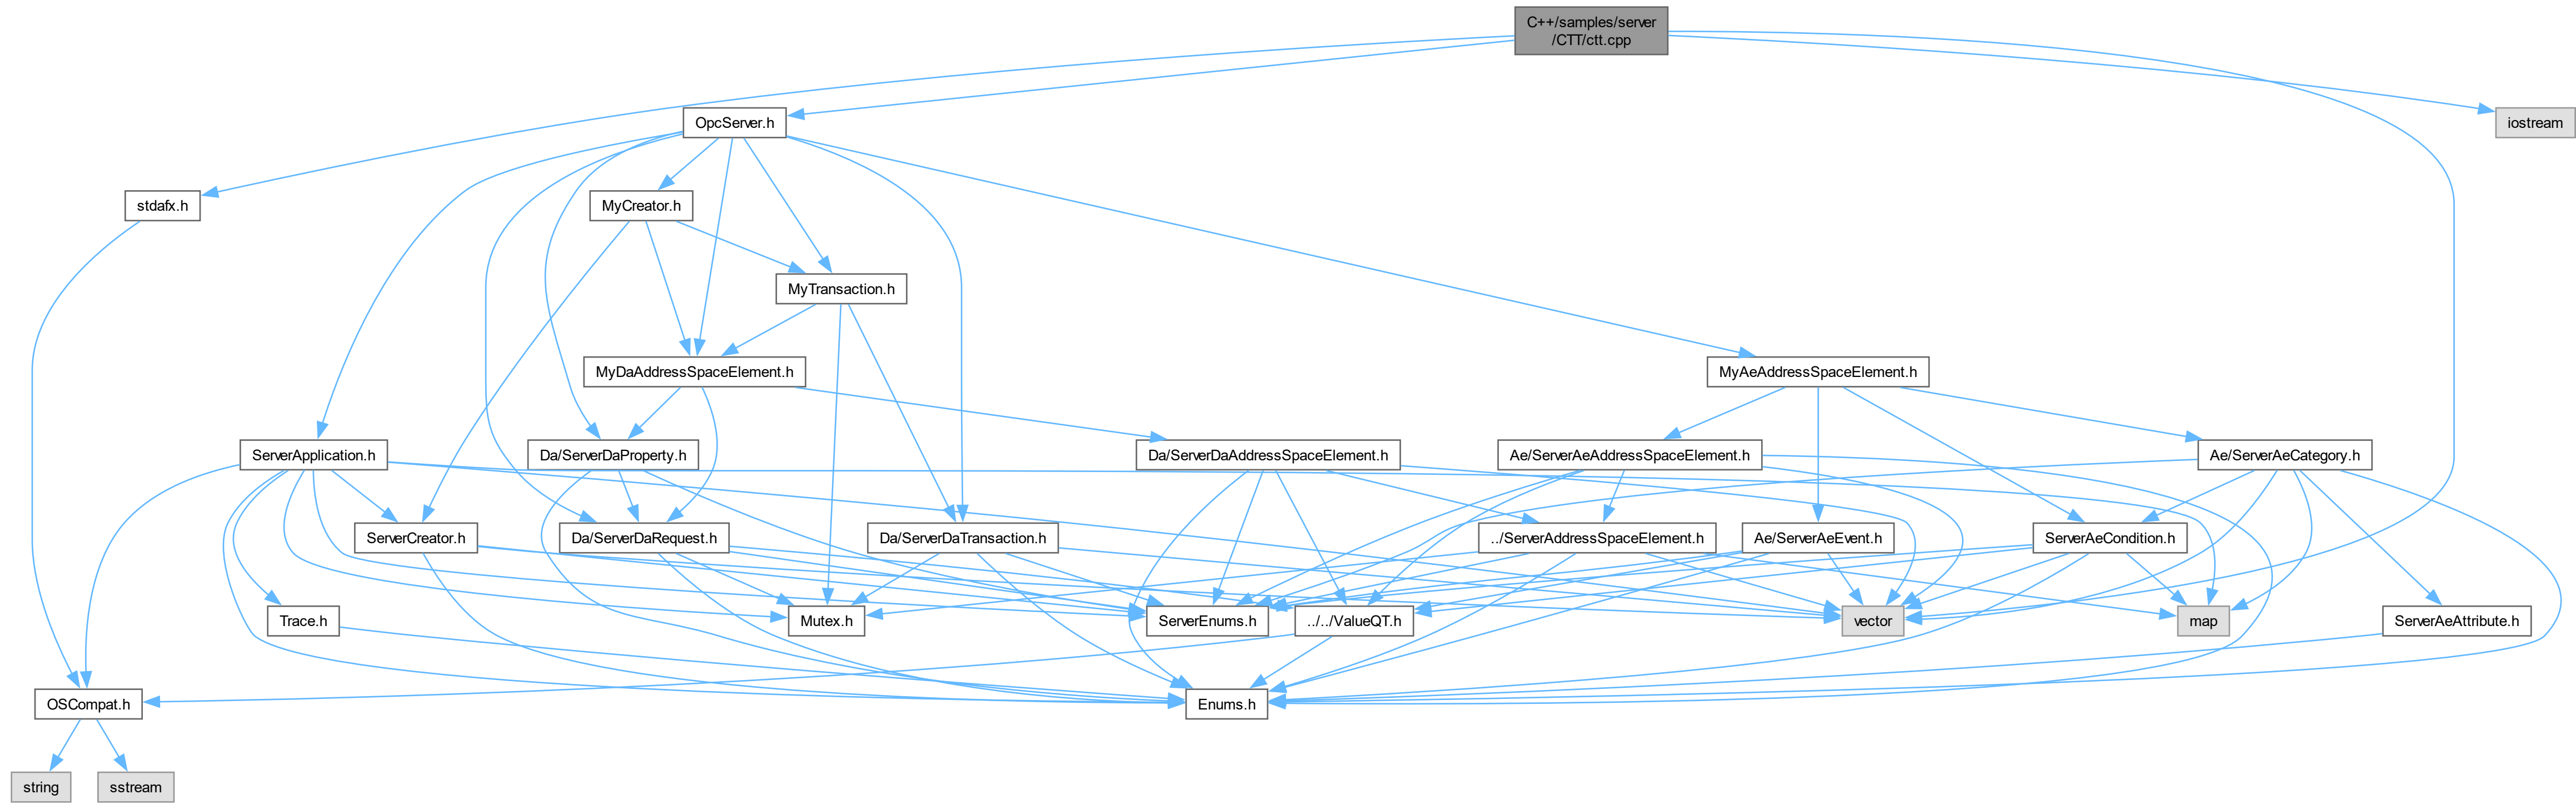 C++/samples/server
/CTT/ctt.cpp
OpcServer.h
iostream
stdafx.h
MyCreator.h
MyTransaction.h
MyDaAddressSpaceElement.h
MyAeAddressSpaceElement.h
ServerApplication.h
Da/ServerDaProperty.h
Da/ServerDaAddressSpaceElement.h
Ae/ServerAeAddressSpaceElement.h
Ae/ServerAeCategory.h
ServerCreator.h
Da/ServerDaRequest.h
Da/ServerDaTransaction.h
../ServerAddressSpaceElement.h
Ae/ServerAeEvent.h
ServerAeCondition.h
Trace.h
Mutex.h
ServerEnums.h
../../ValueQT.h
vector
map
ServerAeAttribute.h
OSCompat.h
Enums.h
string
sstream